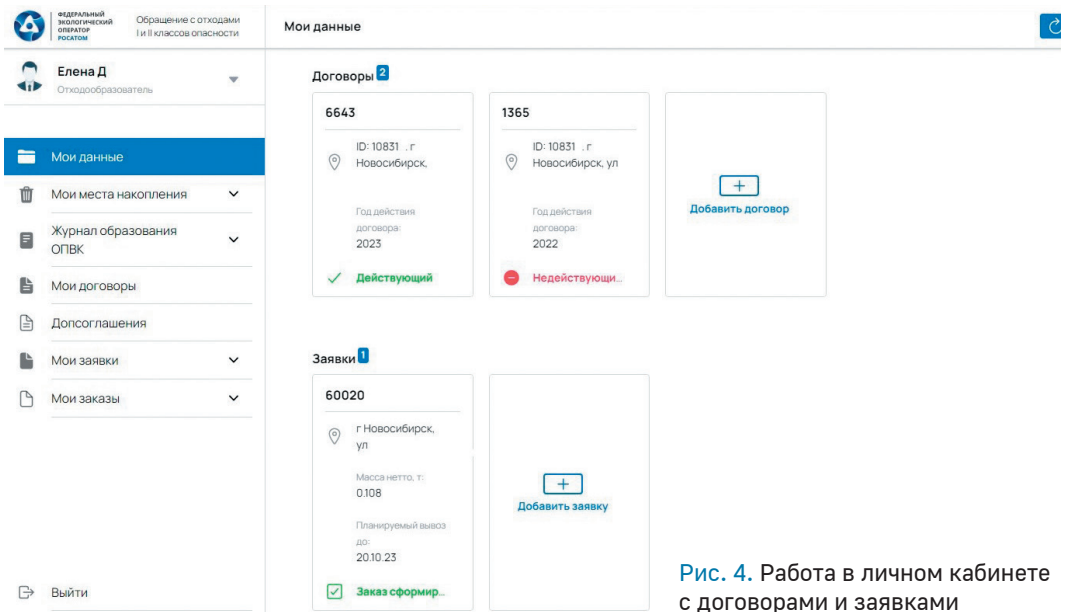 ФЕДЕРАЛЬНЫЙ
ЭКОЛОГИЧЕСКИЙ
ОПЕРАТОР
РОСАТОМ
Обращение с отходами
I и II классов опасности
Мои данные
Елена Д
Отходообразователь
Мои данные
Мои места накопления
Журнал образования
ОПВК
Мои договоры
Допсоглашения
Мои заявки
Мои заказы
Выйти
Договоры 2
6643
ID: 10831 . г
Новосибирск,
Год действия
договора:
2023
Действующий
1365
ID: 10831 . г
Новосибирск, ул
Год действия
договора:
2022
Недействующи...
Добавить договор
Заявки 1
60020
г Новосибирск,
ул
Масса нетто, т:
0.108
Планируемый вывоз
до:
20.10.23
Заказ сформир...
Добавить заявку
Рис. 4. Работа в личном кабинете
с договорами и заявками